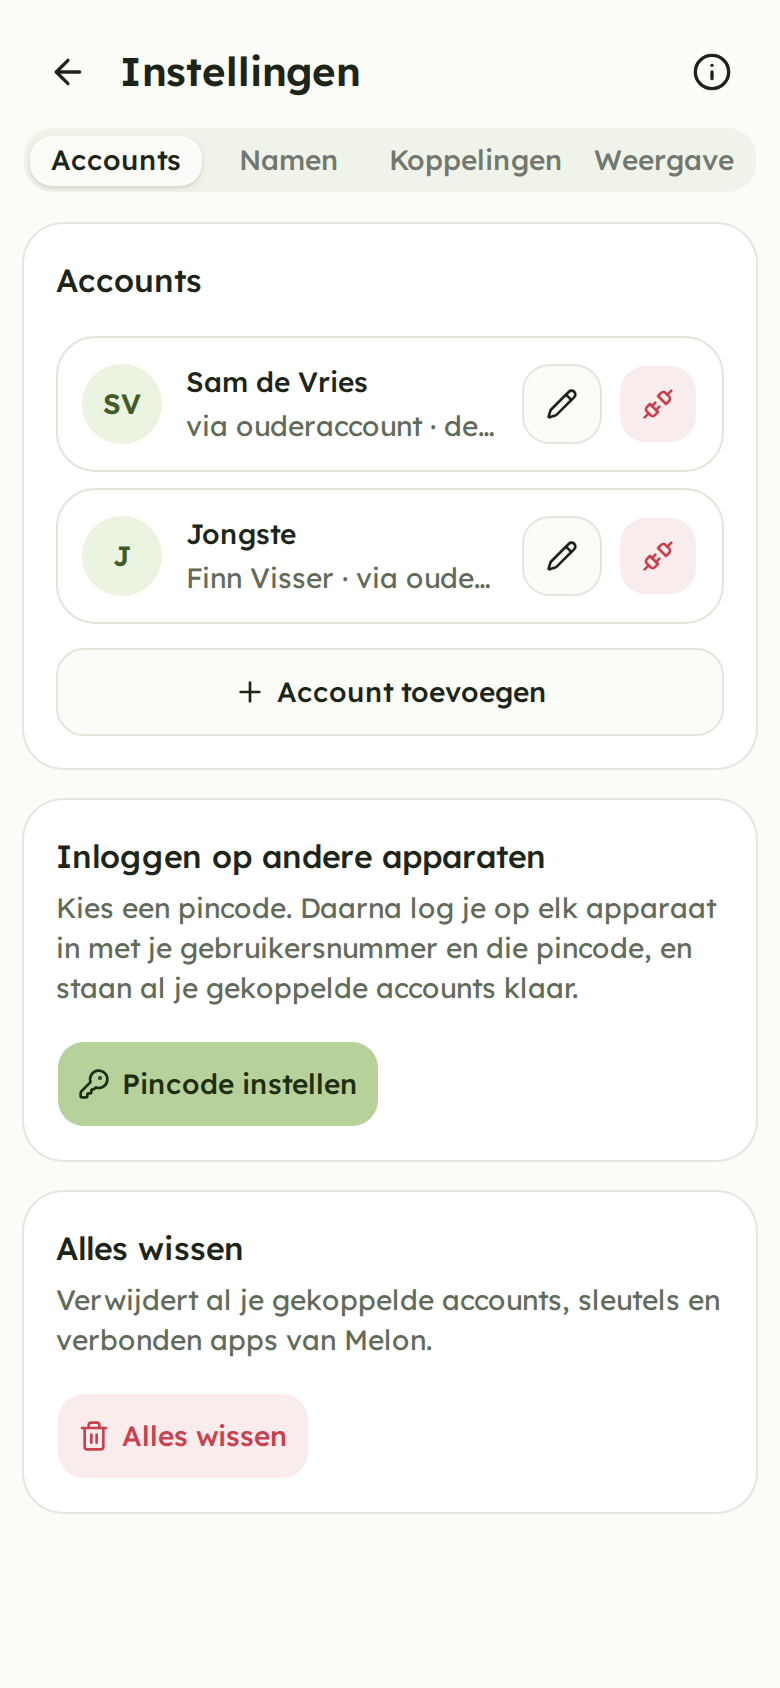 Instellingen
Accounts Namen Koppelingen Weergave
Accounts
SV
Sam de Vries
via ouderaccount · de...
J
Jongste
Finn Visser · via oude...
Account toevoegen
Inloggen op andere apparaten
Kies een pincode. Daarna log je op elk apparaat
in met je gebruikersnummer en die pincode, en
staan al je gekoppelde accounts klaar.
Pincode instellen
Alles wissen
Verwijdert al je gekoppelde accounts, sleutels en
verbonden apps van Melon.
Alles wissen